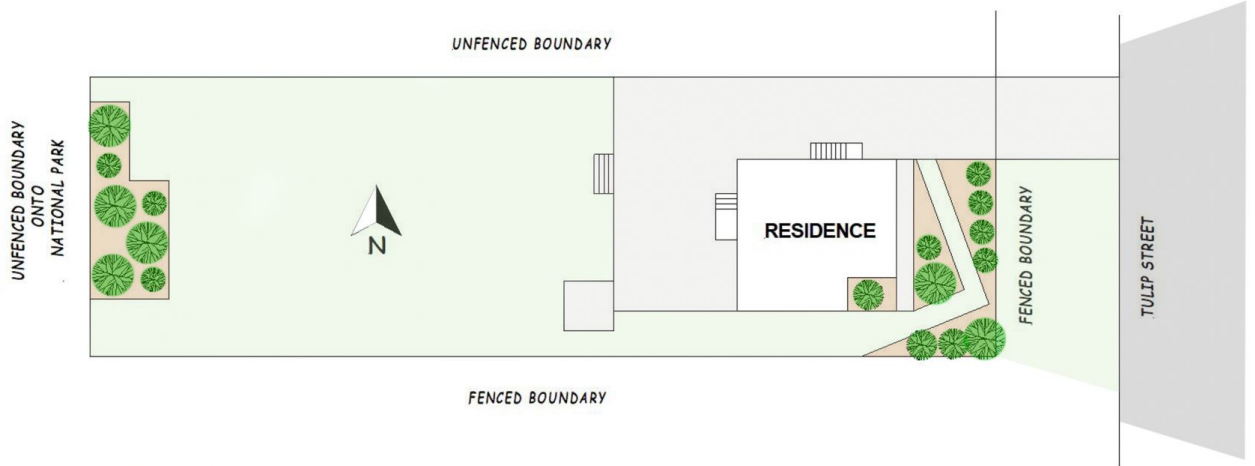 UNFENCED BOUNDARY
UNFENCED BOUNDARY
ONTO
NATIONAL PARK
N
RESIDENCE
FENCED BOUNDARY
TULIP STREET
FENCED BOUNDARY